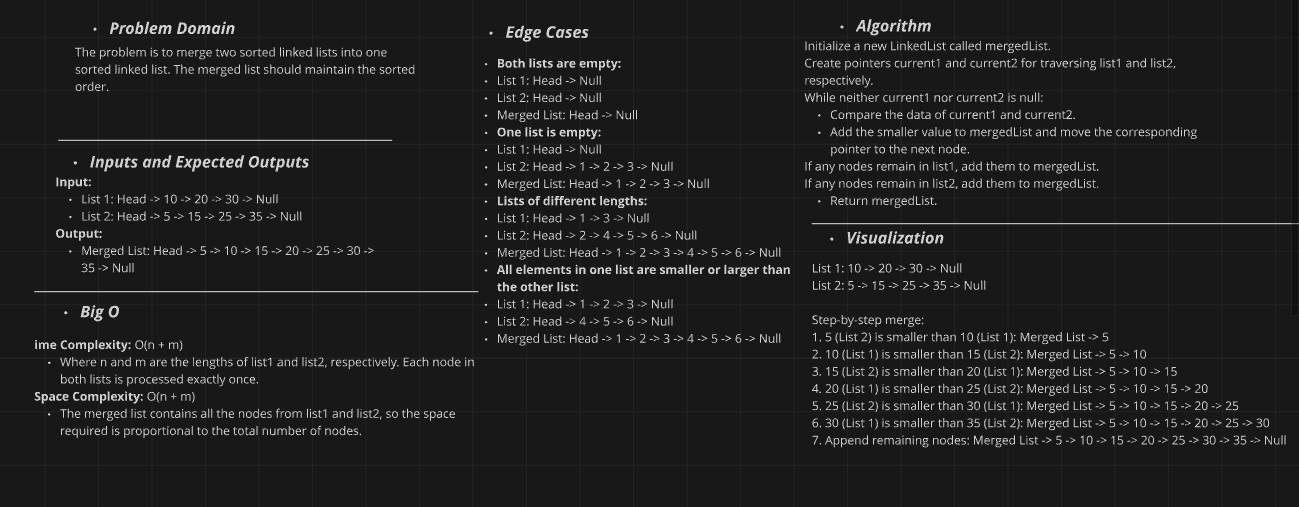 • Problem Domain
The problem is to merge two sorted linked lists into one
sorted linked list. The merged list should maintain the sorted
order.
• Inputs and Expected Outputs
Input:
• List 1: Head -> 10 -> 20 -> 30 -> Null
• List 2: Head -> 5 -> 15 -> 25 -> 35 -> Null
Output:
• Merged List: Head -> 5 -> 10 -> 15 -> 20 -> 25 -> 30 ->
35 -> Null
• Big O
ime Complexity: O(n + m)
• Where n and m are the lengths of list1 and list2, respectively. Each node in
both lists is processed exactly once.
Space Complexity: O(n + m)
• The merged list contains all the nodes from list1 and list2, so the space
required is proportional to the total number of nodes.
• Edge Cases
• Both lists are empty:
• List 1: Head -> Null
• List 2: Head -> Null
• Merged List: Head -> Null
• One list is empty:
• List 1: Head -> Null
• List 2: Head -> 1 -> 2 -> 3 -> Null
• Merged List: Head -> 1 -> 2 -> 3 -> Null
• Lists of different lengths:
• List 1: Head -> 1 -> 3 -> Null
• List 2: Head -> 2 -> 4 -> 5 -> 6 -> Null
• Merged List: Head -> 1 -> 2 -> 3 -> 4 -> 5 -> 6 -> Null
• All elements in one list are smaller or larger than
the other list:
• List 1: Head -> 1 -> 2 -> 3 -> Null
• List 2: Head -> 4 -> 5 -> 6 -> Null
• Merged List: Head -> 1 -> 2 -> 3 -> 4 -> 5 -> 6 -> Null
• Algorithm
Initialize a new LinkedList called mergedList.
Create pointers current1 and current2 for traversing list1 and list2,
respectively.
While neither current1 nor current2 is null:
• Compare the data of current1 and current2.
• Add the smaller value to mergedList and move the corresponding
pointer to the next node.
If any nodes remain in list1, add them to mergedList.
If any nodes remain in list2, add them to mergedList.
• Return mergedList.
• Visualization
List 1: 10 -> 20 -> 30 -> Null
List 2: 5 -> 15 -> 25 -> 35 -> Null
Step-by-step merge:
1. 5 (List 2) is smaller than 10 (List 1): Merged List -> 5
2. 10 (List 1) is smaller than 15 (List 2): Merged List -> 5 -> 10
3. 15 (List 2) is smaller than 20 (List 1): Merged List -> 5 -> 10 -> 15
4. 20 (List 1) is smaller than 25 (List 2): Merged List -> 5 -> 10 -> 15 -> 20
5. 25 (List 2) is smaller than 30 (List 1): Merged List -> 5 -> 10 -> 15 -> 20 -> 25
6. 30 (List 1) is smaller than 35 (List 2): Merged List -> 5 -> 10 -> 15 -> 20 -> 25 -> 30
7. Append remaining nodes: Merged List -> 5 -> 10 -> 15 -> 20 -> 25 -> 30 -> 35 -> Null